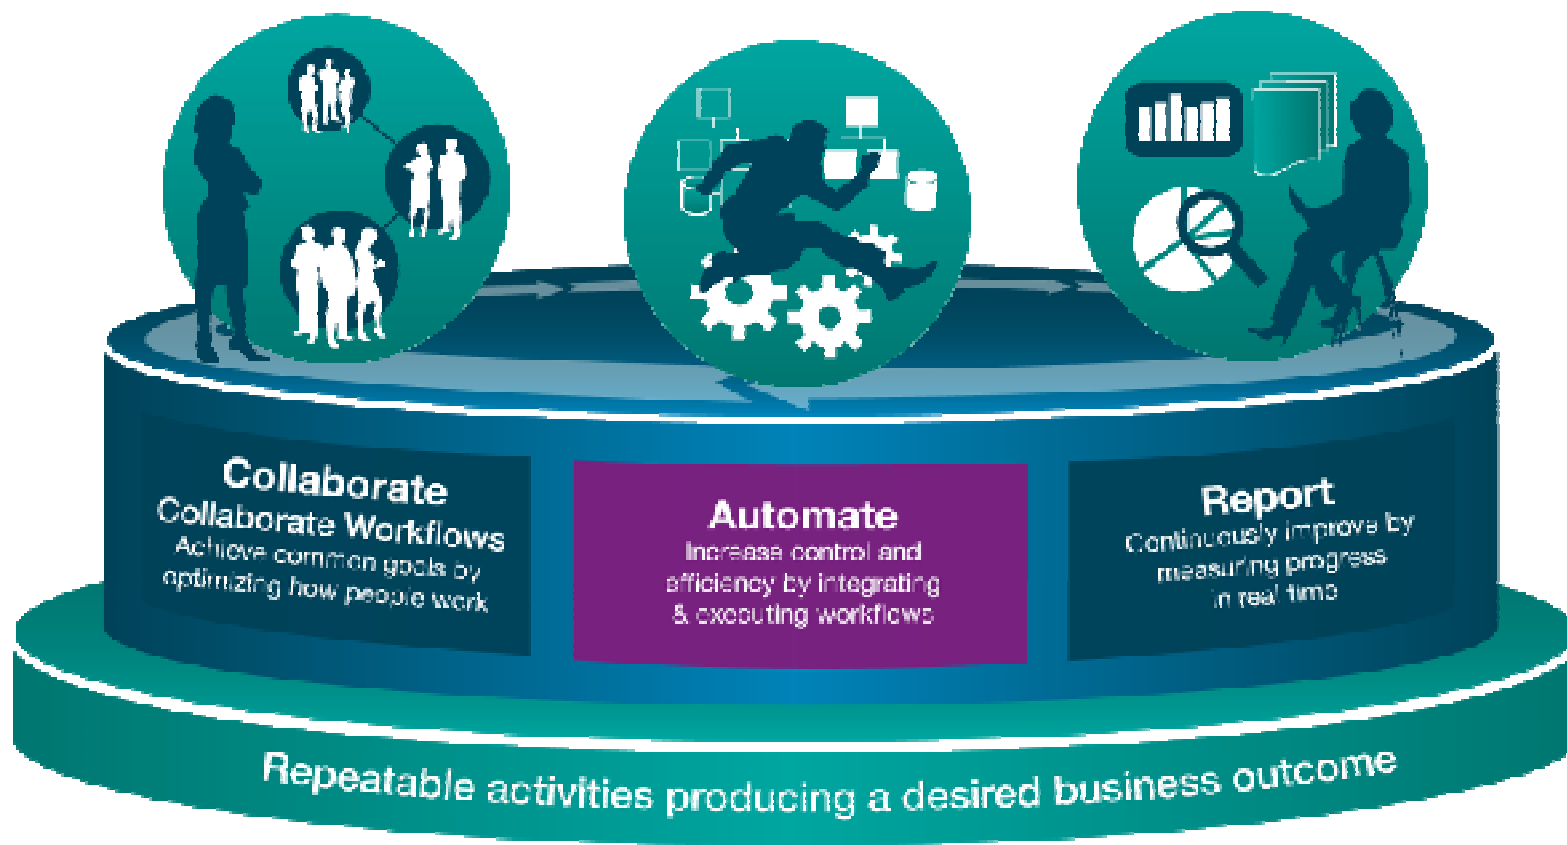 Collaborate
Collaborate Workflows
Achieve common goals by
optimizing how people work
Automate
Increase control and
efficiency by integrating
& executing workflows
Report
Continuously improve by
measuring progress
in real time
Repeatable activities producing a desired business outcome